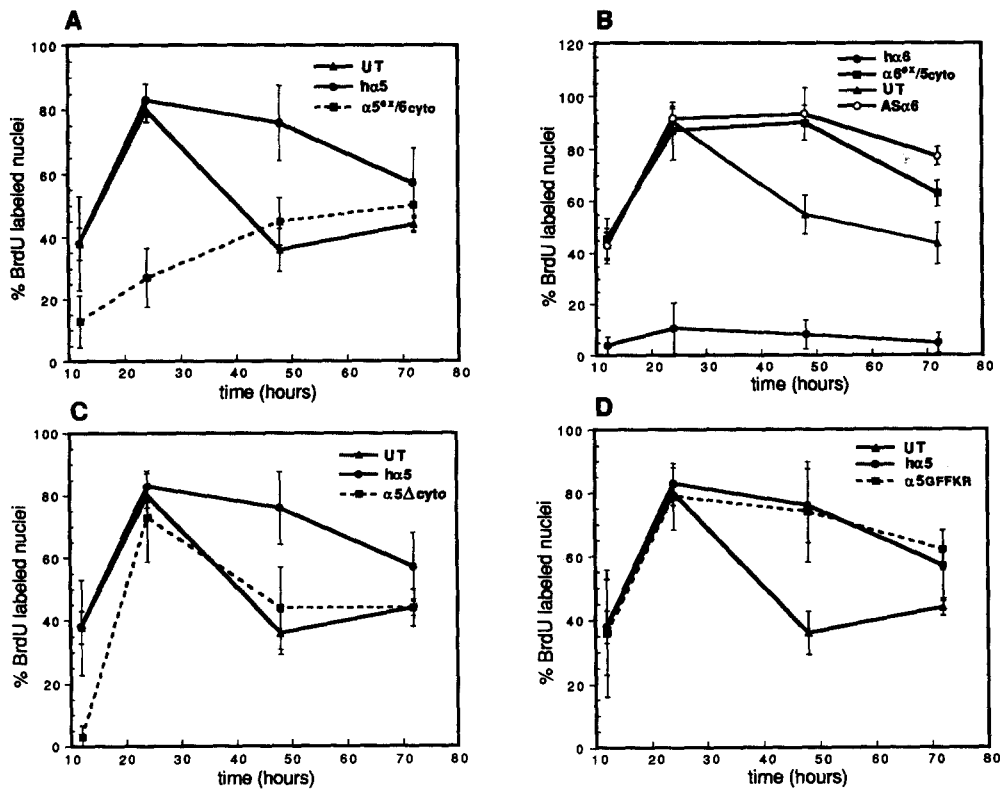 A
% BrdU labeled nuclei
100
80
60
40
20
0
UT
hα5
α5ex/6cyto
10 20 30 40 50 60 70 80
time (hours)
B
% BrdU labeled nuclei
120
100
80
60
40
20
0
hα6
α6ex/5cyto
UT
ASα6
10 20 30 40 50 60 70 80
time (hours)
C
% BrdU labeled nuclei
100
80
60
40
20
0
UT
hα5
α5Δcyto
10 20 30 40 50 60 70 80
time (hours)
D
% BrdU labeled nuclei
100
80
60
40
20
0
UT
hα5
α5GFFKR
10 20 30 40 50 60 70 80
time (hours)